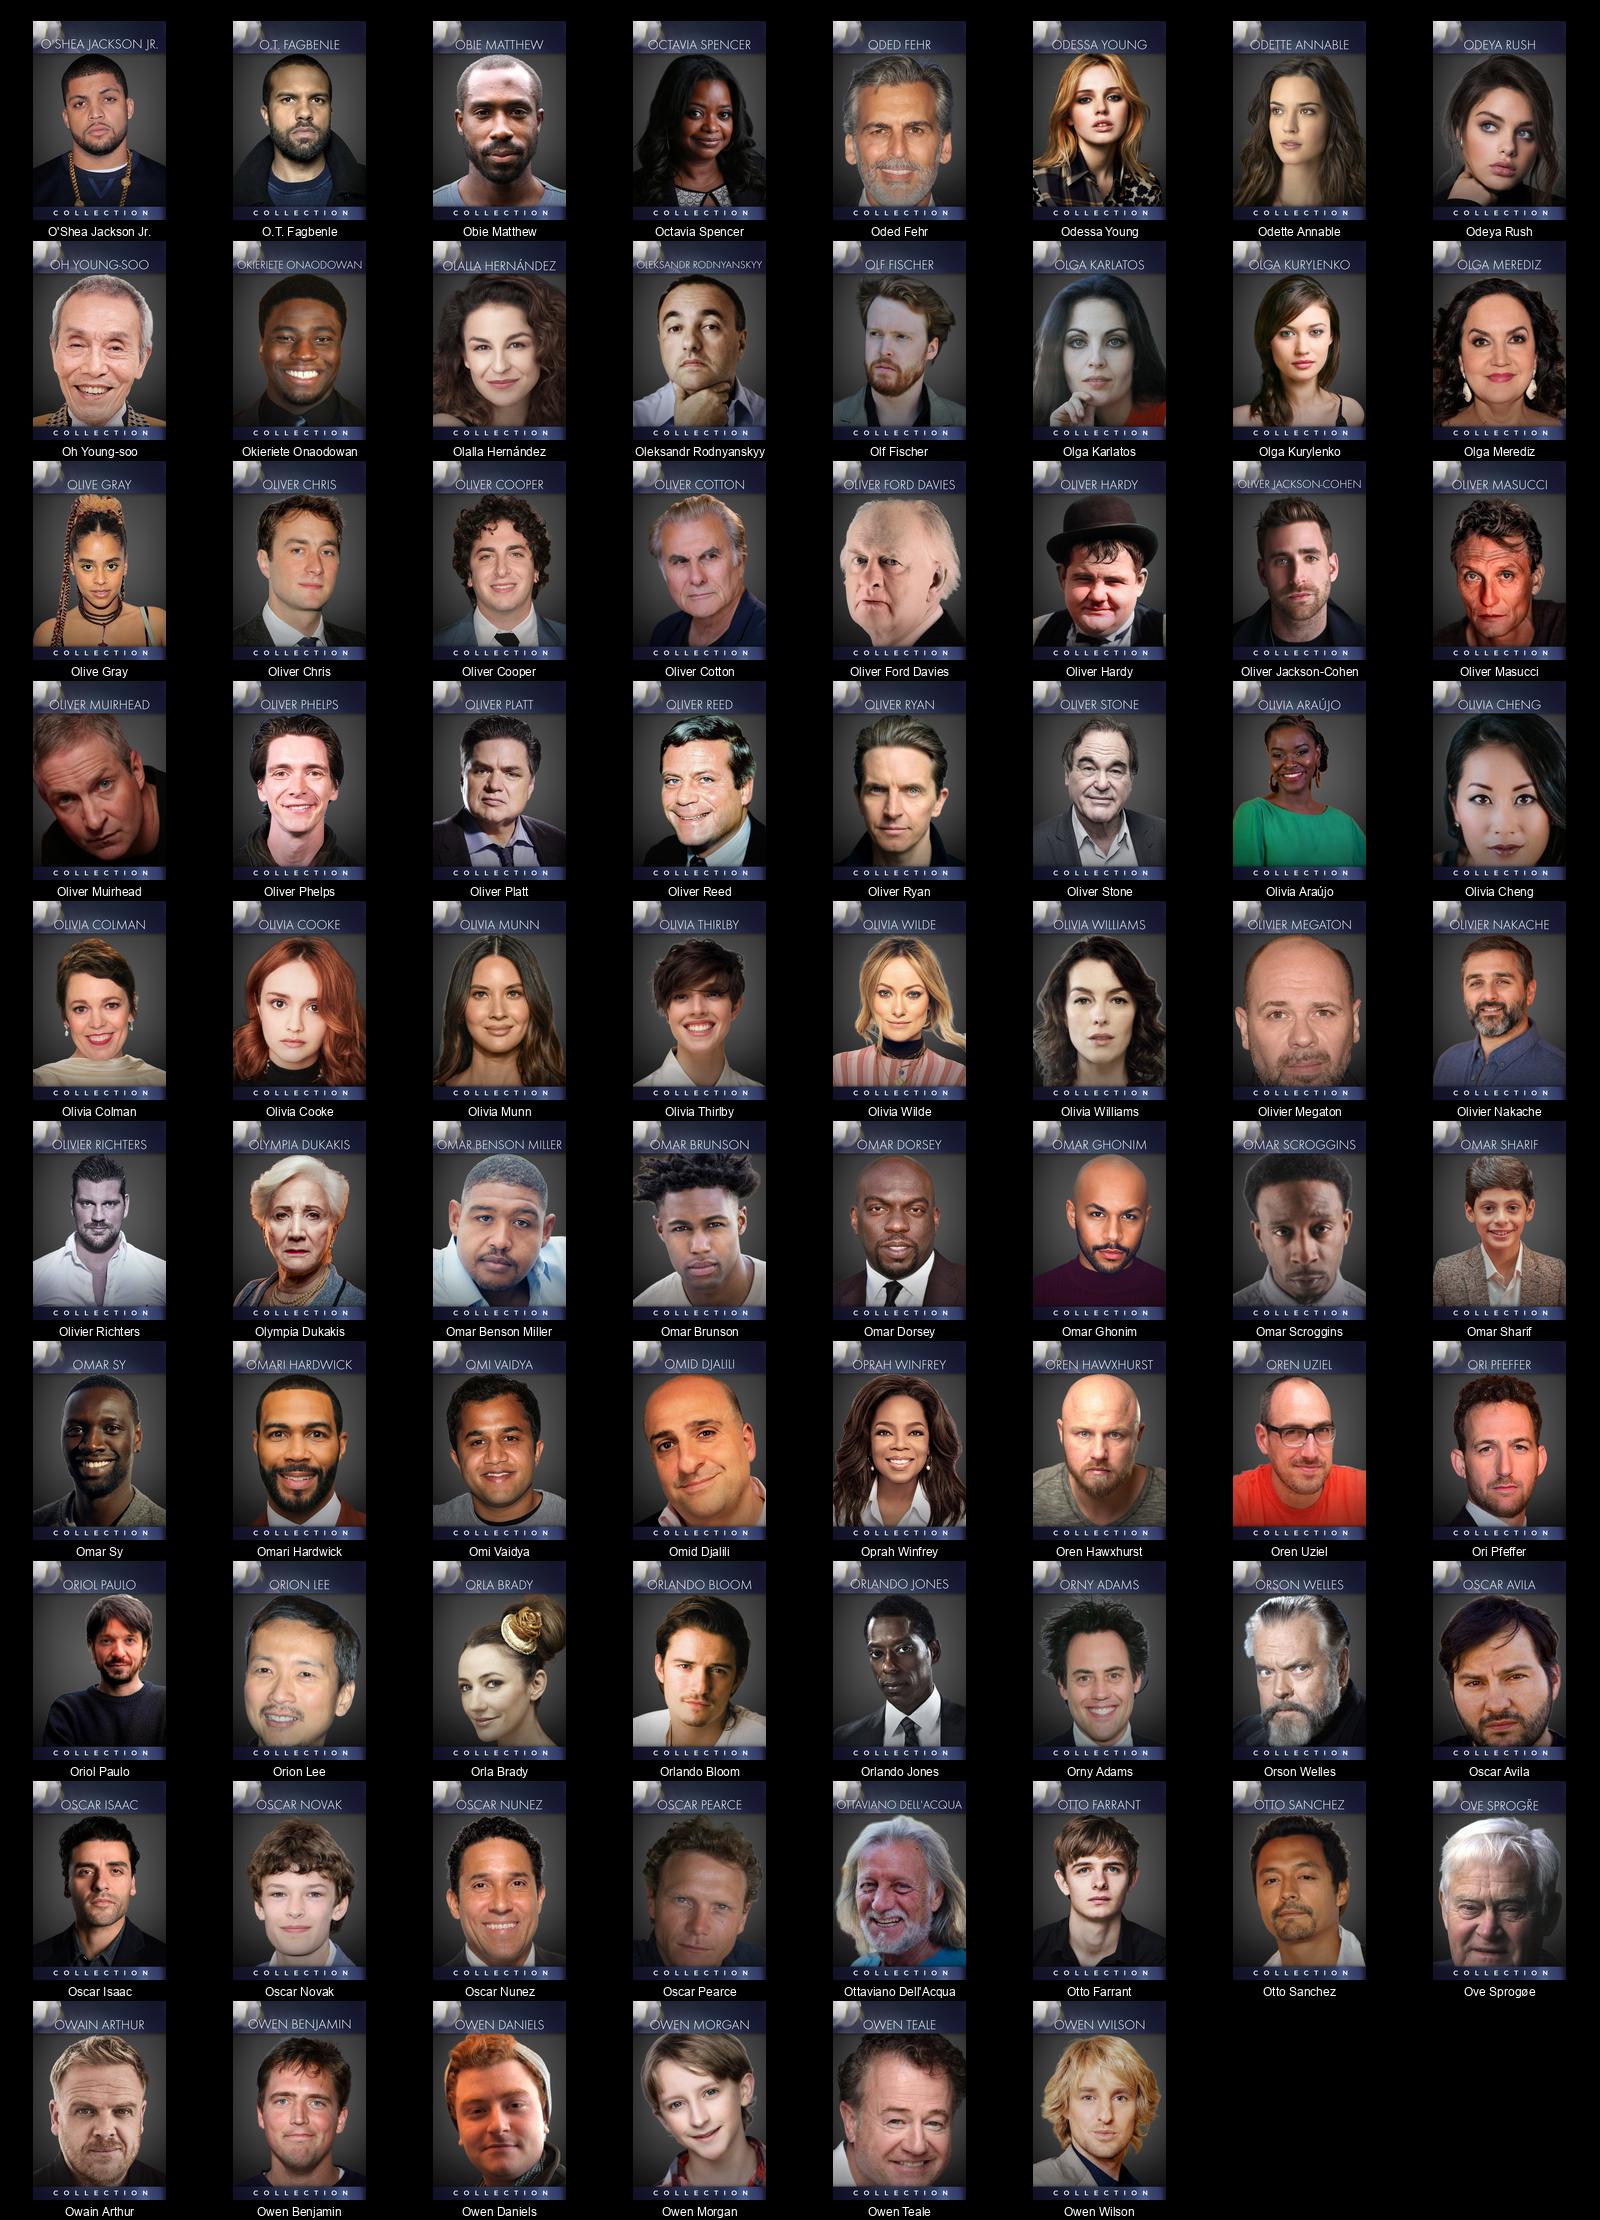 O'SHEA JACKSON JR. O.T. FAGBENLE OBIE MATTHEW OCTAVIA SPENCER ODED FEHR ODESSA YOUNG ODETTE ANNABLE ODEYA RUSH
COLLECTION COLLECTION COLLECTION COLLECTION COLLECTION COLLECTION COLLECTION COLLECTION
O'Shea Jackson Jr. O.T. Fagbenle Obie Matthew Octavia Spencer Oded Fehr Odessa Young Odette Annable Odeya Rush
OH YOUNG-SOO OKIERIETE ONAODOWAN OLALLA HERNÁNDEZ OLEKSANDR RODNYANSKYY OLF FISCHER OLGA KARLATOS OLGA KURYLENKO OLGA MEREDIZ
COLLECTION COLLECTION COLLECTION COLLECTION COLLECTION COLLECTION COLLECTION COLLECTION
Oh Young-soo Okieriete Onaodowan Olalla Hernández Oleksandr Rodnyanskyy Olf Fischer Olga Karlatos Olga Kurylenko Olga Merediz
OLIVE GRAY OLIVER CHRIS OLIVER COOPER OLIVER COTTON OLIVER FORD DAVIES OLIVER HARDY OLIVER JACKSON-COHEN OLIVER MASUCCI
COLLECTION COLLECTION COLLECTION COLLECTION COLLECTION COLLECTION COLLECTION COLLECTION
Olive Gray Oliver Chris Oliver Cooper Oliver Cotton Oliver Ford Davies Oliver Hardy Oliver Jackson-Cohen Oliver Masucci
OLIVER MUIRHEAD OLIVER PHELPS OLIVER PLATT OLIVER REED OLIVER RYAN OLIVER STONE OLIVIA ARAÚJO OLIVIA CHENG
COLLECTION COLLECTION COLLECTION COLLECTION COLLECTION COLLECTION COLLECTION COLLECTION
Oliver Muirhead Oliver Phelps Oliver Platt Oliver Reed Oliver Ryan Oliver Stone Olivia Araújo Olivia Cheng
OLIVIA COLMAN OLIVIA COOKE OLIVIA MUNN OLIVIA THIRLBY OLIVIA WILDE OLIVIA WILLIAMS OLIVIER MEGATON OLIVIER NAKACHE
COLLECTION COLLECTION COLLECTION COLLECTION COLLECTION COLLECTION COLLECTION COLLECTION
Olivia Colman Olivia Cooke Olivia Munn Olivia Thirlby Olivia Wilde Olivia Williams Olivier Megaton Olivier Nakache
OLIVIER RICHTERS OLYMPIA DUKAKIS OMAR BENSON MILLER OMAR BRUNSON OMAR DORSEY OMAR GHONIM OMAR SCROGGINS OMAR SHARIF
COLLECTION COLLECTION COLLECTION COLLECTION COLLECTION COLLECTION COLLECTION COLLECTION
Olivier Richters Olympia Dukakis Omar Benson Miller Omar Brunson Omar Dorsey Omar Ghonim Omar Scroggins Omar Sharif
OMAR SY OMARI HARDWICK OMI VAIDYA OMID DJALILI OPRAH WINFREY OREN HAWXHURST OREN UZIEL ORI PFEFFER
COLLECTION COLLECTION COLLECTION COLLECTION COLLECTION COLLECTION COLLECTION COLLECTION
Omar Sy Omari Hardwick Omi Vaidya Omid Djalili Oprah Winfrey Oren Hawxhurst Oren Uziel Ori Pfeffer
ORIOL PAULO ORION LEE ORLA BRADY ORLANDO BLOOM ORLANDO JONES ORNY ADAMS ORSON WELLES OSCAR AVILA
COLLECTION COLLECTION COLLECTION COLLECTION COLLECTION COLLECTION COLLECTION COLLECTION
Oriol Paulo Orion Lee Orla Brady Orlando Bloom Orlando Jones Orny Adams Orson Welles Oscar Avila
OSCAR ISAAC OSCAR NOVAK OSCAR NUNEZ OSCAR PEARCE OTTAVIANO DELL'ACQUA OTTO FARRANT OTTO SANCHEZ OVE SPROGŘE
COLLECTION COLLECTION COLLECTION COLLECTION COLLECTION COLLECTION COLLECTION COLLECTION
Oscar Isaac Oscar Novak Oscar Nunez Oscar Pearce Ottaviano Dell'Acqua Otto Farrant Otto Sanchez Ove Sprogøe
OWAIN ARTHUR OWEN BENJAMIN OWEN DANIELS OWEN MORGAN OWEN TEALE OWEN WILSON
COLLECTION COLLECTION COLLECTION COLLECTION COLLECTION COLLECTION
Owain Arthur Owen Benjamin Owen Daniels Owen Morgan Owen Teale Owen Wilson